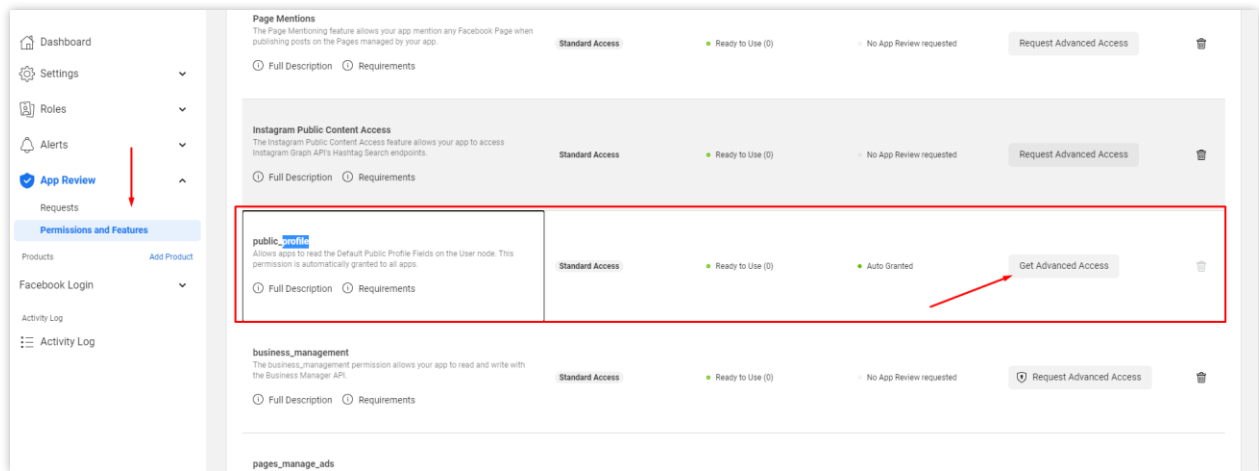 Dashboard
Settings
Roles
Alerts
App Review
Requests
Permissions and Features
Products Add Product
Facebook Login
Activity Log
Activity Log
Page Mentions
The Page Mentioning feature allows your app mention any Facebook Page when
publishing posts on the Pages managed by your app.
Full Description Requirements
Standard Access
Ready to Use (0)
No App Review requested
Request Advanced Access
Instagram Public Content Access
The Instagram Public Content Access feature allows your app to access
Instagram Graph API's Hashtag Search endpoints.
Full Description Requirements
Standard Access
Ready to Use (0)
No App Review requested
Request Advanced Access
public_profile
Allows apps to read the Default Public Profile Fields on the User node. This
permission is automatically granted to all apps.
Full Description Requirements
Standard Access
Ready to Use (0)
Auto Granted
Get Advanced Access
business_management
The business_management permission allows your app to read and write with
the Business Manager API.
Full Description Requirements
Standard Access
Ready to Use (0)
No App Review requested
Request Advanced Access
pages_manage_ads